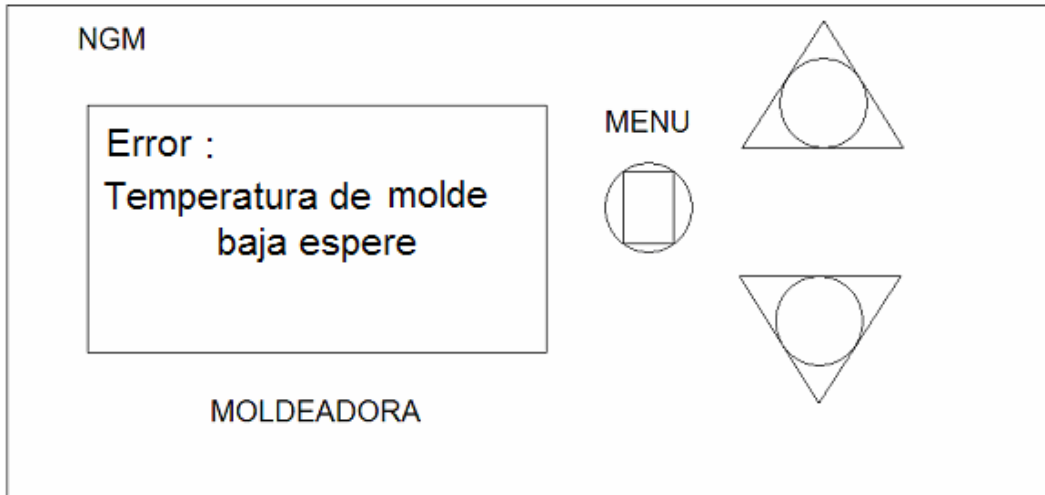 NGM
Error :
Temperatura de molde
baja espere
MENU
MOLDEADORA